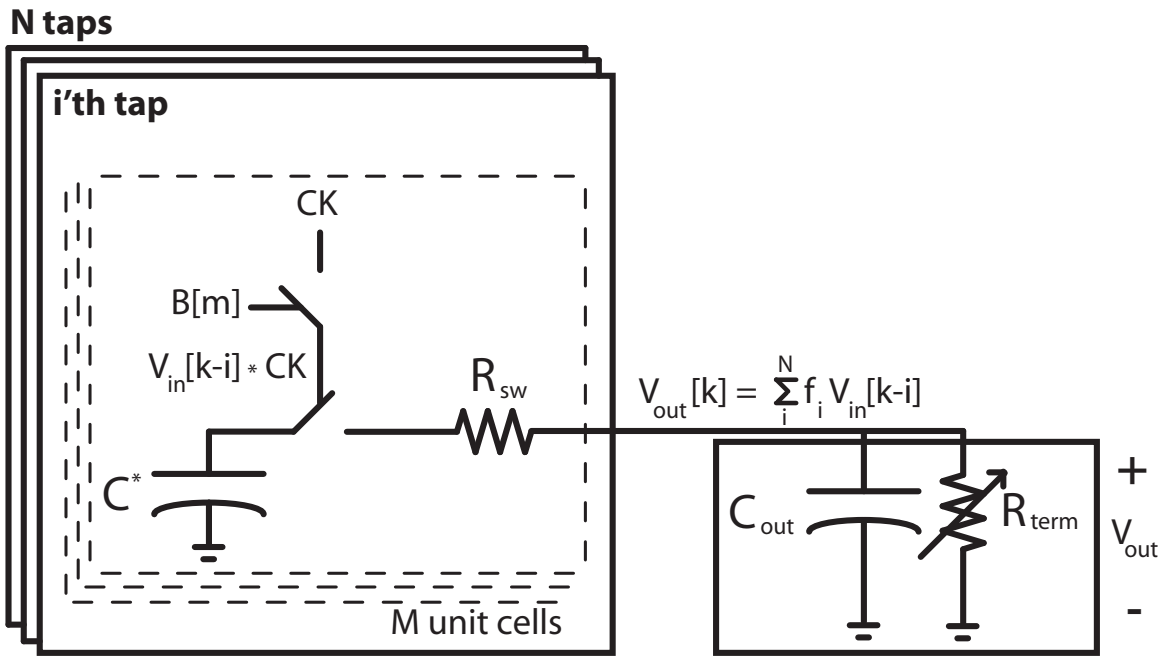 N taps
i'th tap
CK
B[m]
V_in[k-i] * CK
R_sw
V_out[k] = Σ_i^N f_i V_in[k-i]
C*
C_out
R_term
+
V_out
-
M unit cells